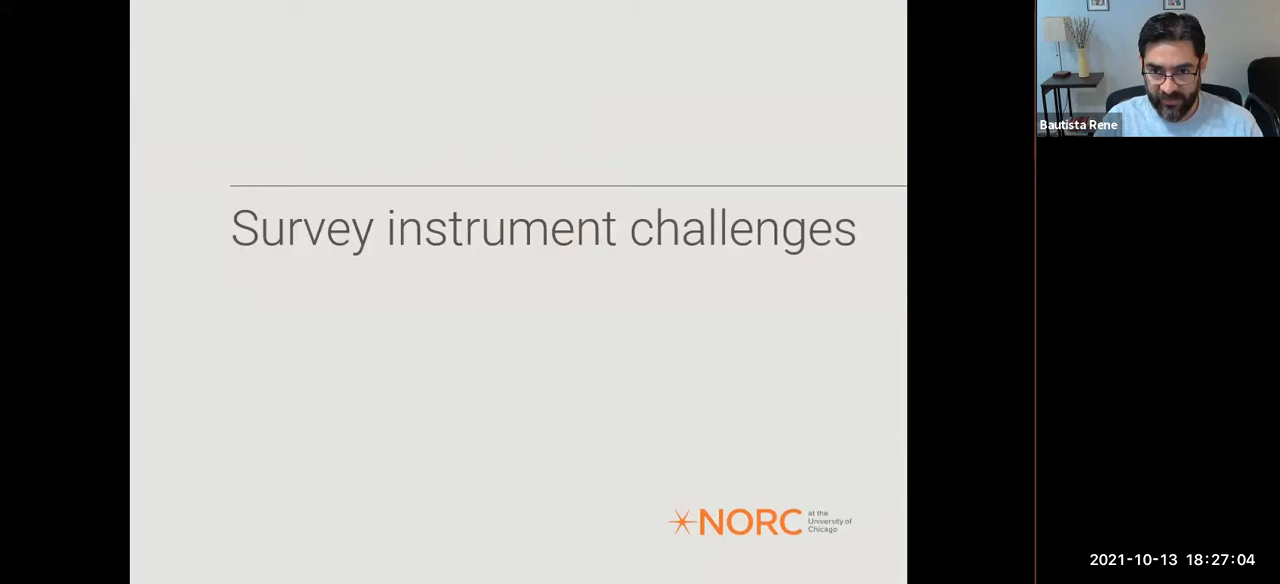 Bautista Rene
Survey instrument challenges
NORC
at the
University of
Chicago
2021-10-13 18:27:04